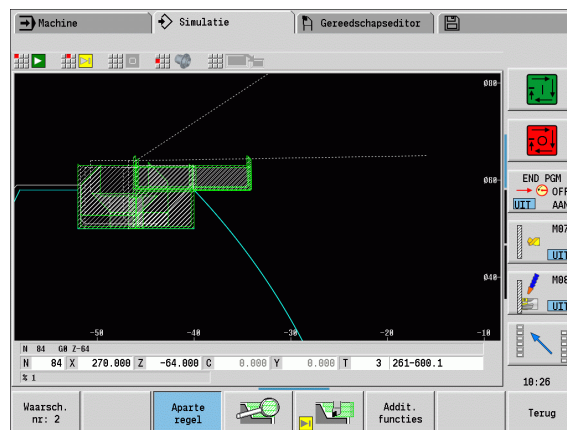 Machine
Simulatie
Gereedschapseditor
080-
060-
040-
-50
-40
-30
-20
-10
END PGM
OFF
UIT AAN
M07
UIT
M08
UIT
10:26
N 84 G0 Z-64
N 84 X 270.000 Z -64.000 C 0.000 Y 0.000 T 3 261-600.1
% 1
Waarsch.
nr: 2
Aparte
regel
Addit.
functies
Terug